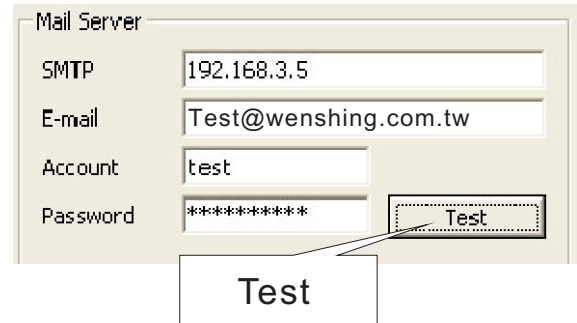 Mail Server
SMTP 192.168.3.5
E-mail Test@wenshing.com.tw
Account test
Password ********** Test
Test